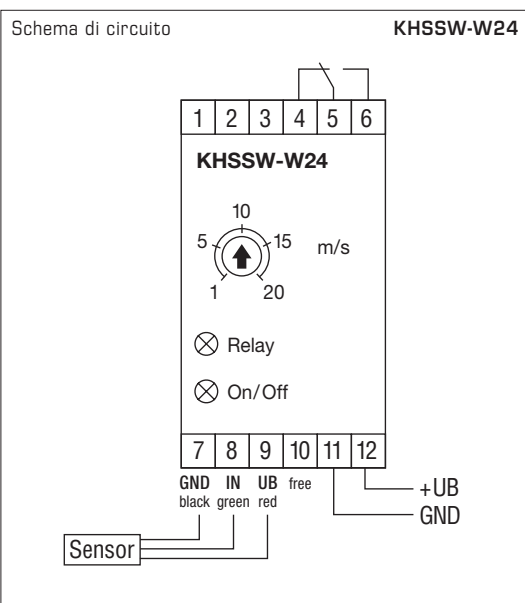 Schema di circuito KHSSW-W24
1 2 3 4 5 6
KHSSW-W24
10
5 15 m/s
1 20
Relay
On/Off
7 8 9 10 11 12
GND IN UB free
black green red
+UB
GND
Sensor